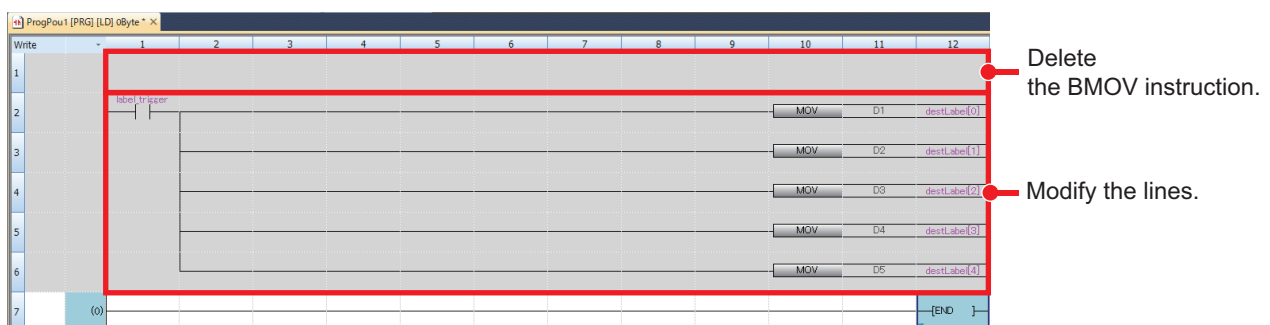 ProgPou1 [PRG] [LD] 0Byte *
Write 1 2 3 4 5 6 7 8 9 10 11 12
1
Delete
the BMOV instruction.
label_trigger
2 MOV D1 destLabel[0]
3 MOV D2 destLabel[1]
4 MOV D3 destLabel[2]
Modify the lines.
5 MOV D4 destLabel[3]
6 MOV D5 destLabel[4]
7 (0) [END ]